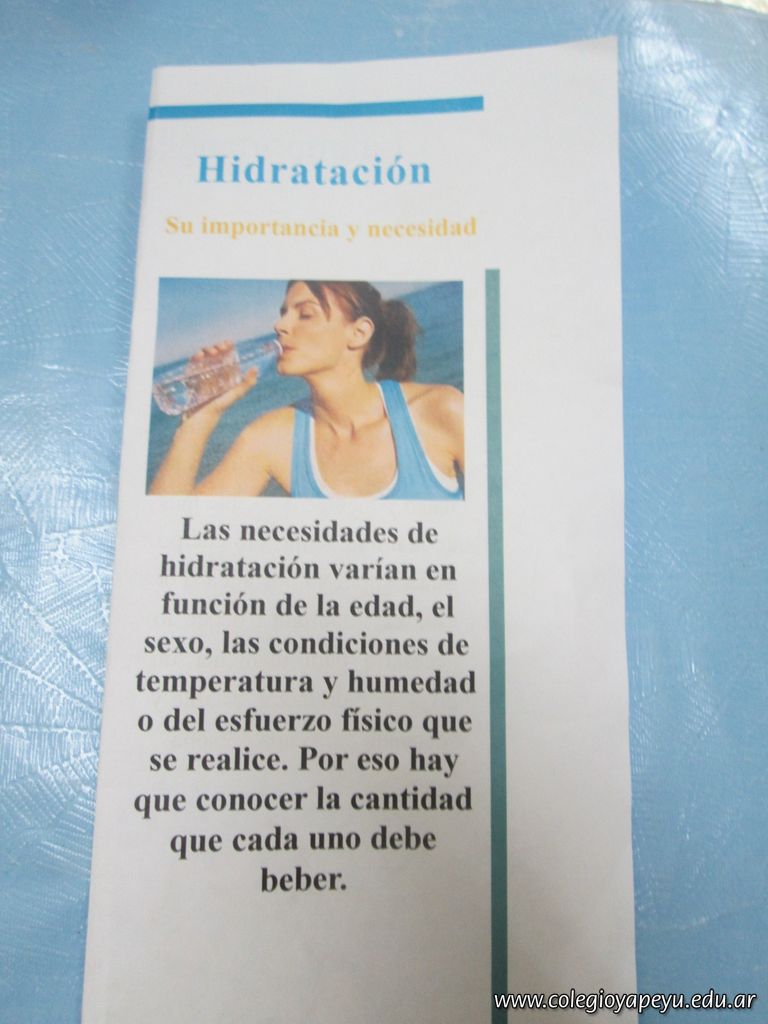 Hidratación
Su importancia y necesidad
Las necesidades de
hidratación varían en
función de la edad, el
sexo, las condiciones de
temperatura y humedad
o del esfuerzo físico que
se realice. Por eso hay
que conocer la cantidad
que cada uno debe
beber.
www.colegioyapeyu.edu.ar